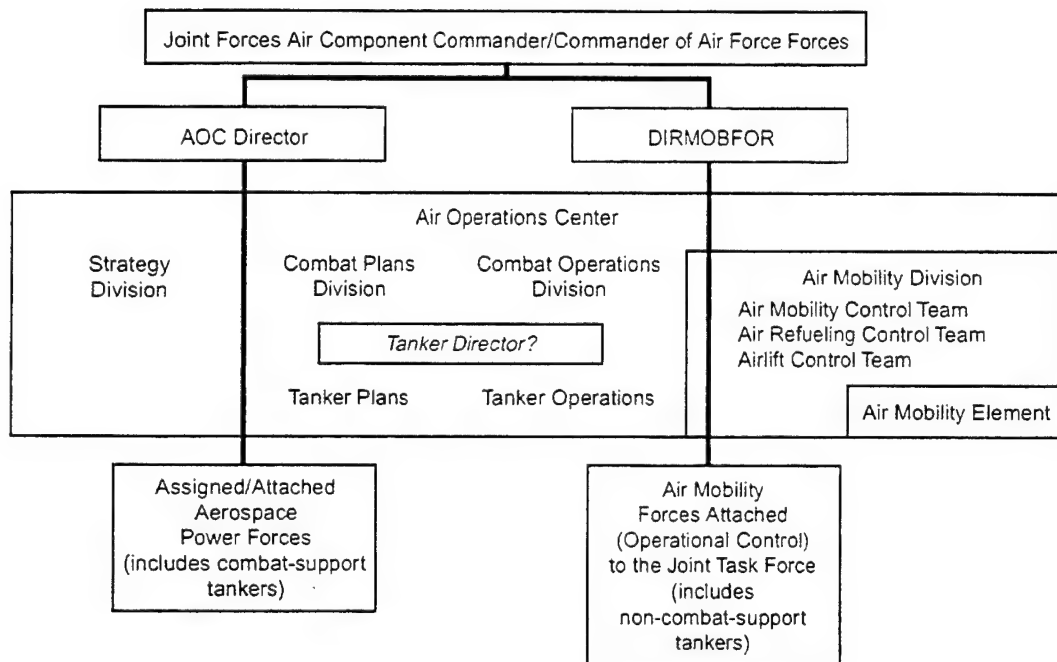 Joint Forces Air Component Commander/Commander of Air Force Forces
AOC Director
DIRMOBFOR
Air Operations Center
Strategy
Division
Combat Plans
Division
Combat Operations
Division
Tanker Director?
Tanker Plans
Tanker Operations
Air Mobility Division
Air Mobility Control Team
Air Refueling Control Team
Airlift Control Team
Air Mobility Element
Assigned/Attached
Aerospace
Power Forces
(includes combat-support
tankers)
Air Mobility
Forces Attached
(Operational Control)
to the Joint Task Force
(includes
non-combat-support
tankers)